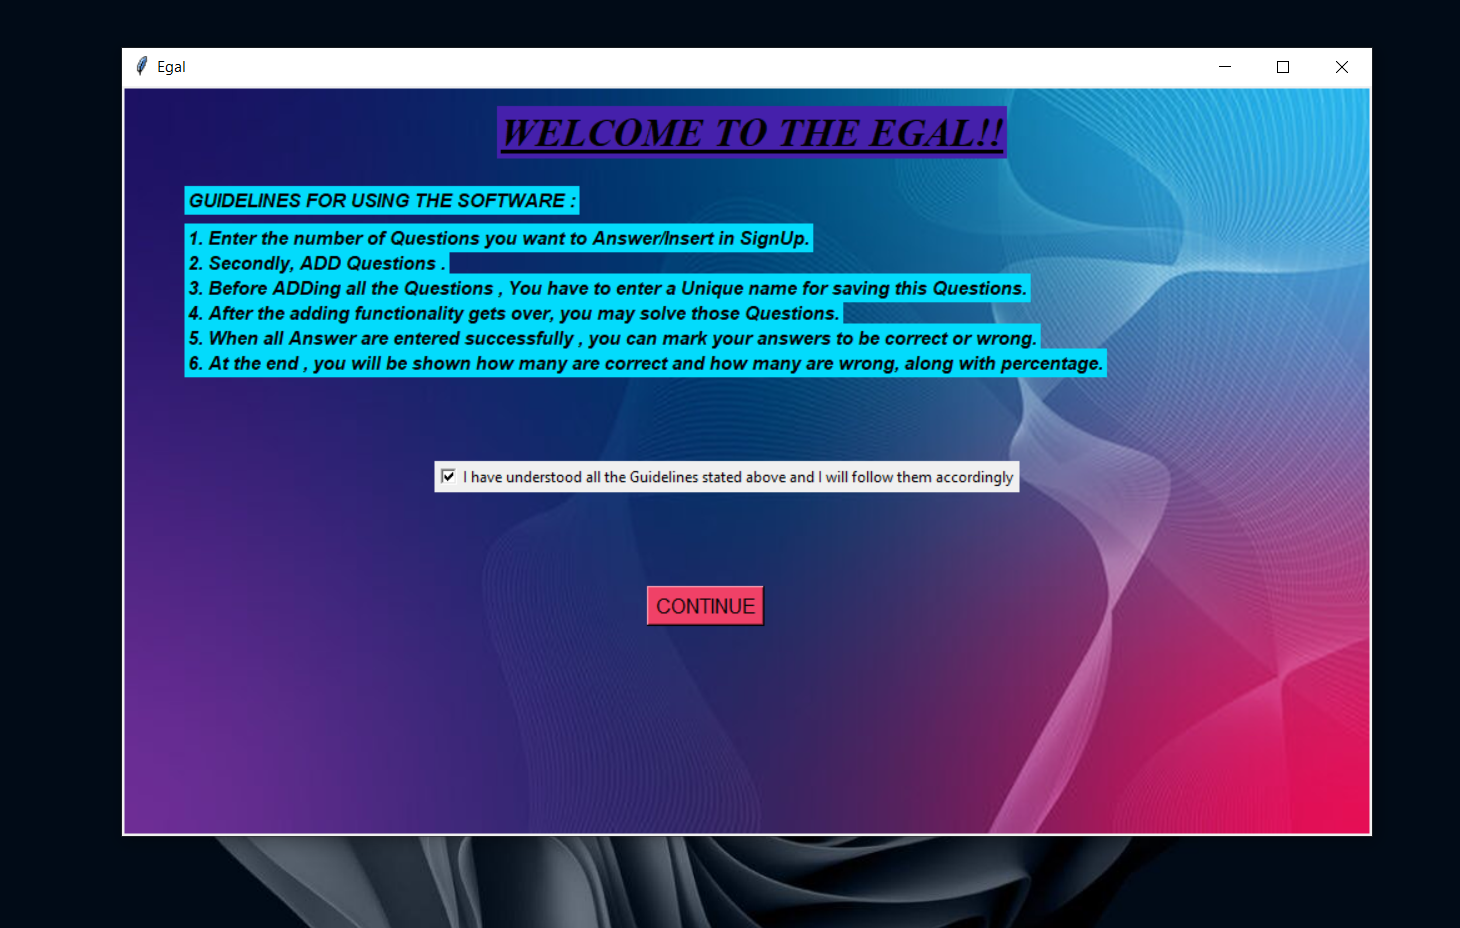 Egal
WELCOME TO THE EGAL!!
GUIDELINES FOR USING THE SOFTWARE :
1. Enter the number of Questions you want to Answer/Insert in SignUp.
2. Secondly, ADD Questions .
3. Before ADDing all the Questions , You have to enter a Unique name for saving this Questions.
4. After the adding functionality gets over, you may solve those Questions.
5. When all Answer are entered successfully , you can mark your answers to be correct or wrong.
6. At the end , you will be shown how many are correct and how many are wrong, along with percentage.
I have understood all the Guidelines stated above and I will follow them accordingly
CONTINUE